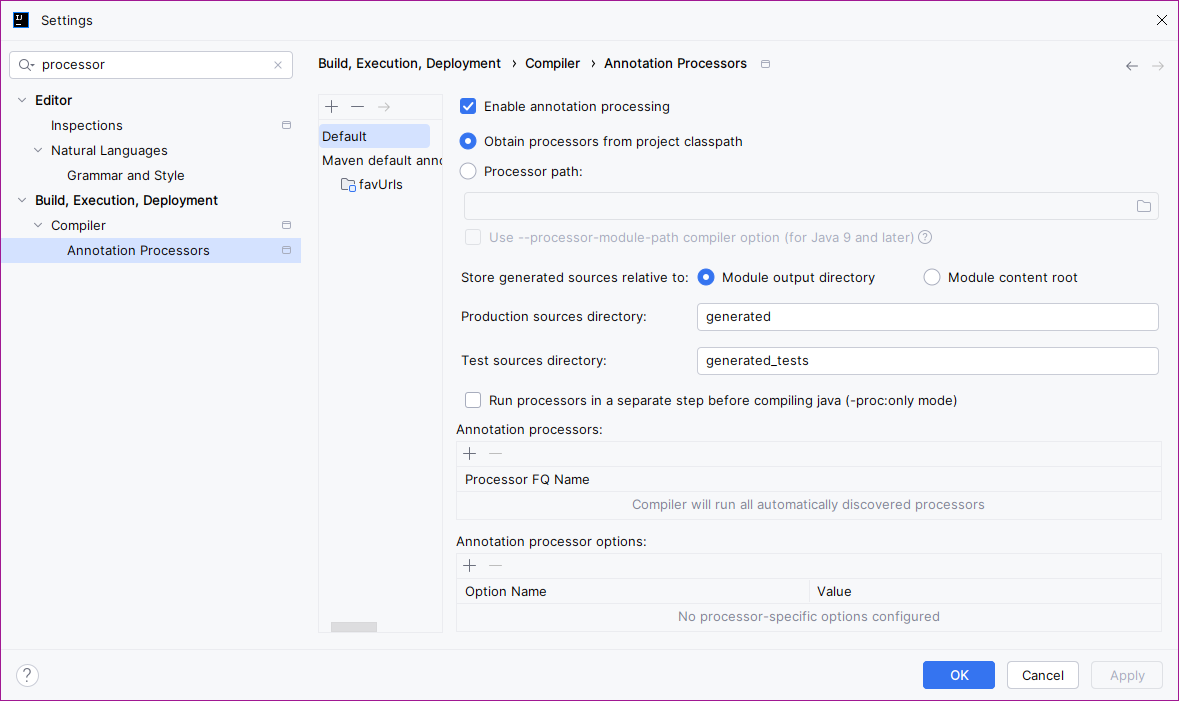 Settings
processor
Editor
Inspections
Natural Languages
Grammar and Style
Build, Execution, Deployment
Compiler
Annotation Processors
Build, Execution, Deployment › Compiler › Annotation Processors
Default
Maven default anno
favUrls
Enable annotation processing
Obtain processors from project classpath
Processor path:
Use --processor-module-path compiler option (for Java 9 and later) ?
Store generated sources relative to: Module output directory Module content root
Production sources directory: generated
Test sources directory: generated_tests
Run processors in a separate step before compiling java (-proc:only mode)
Annotation processors:
Processor FQ Name
Compiler will run all automatically discovered processors
Annotation processor options:
Option Name Value
No processor-specific options configured
? OK Cancel Apply